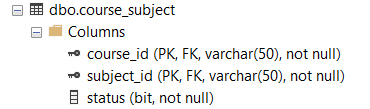 dbo.course_subject
Columns
course_id (PK, FK, varchar(50), not null)
subject_id (PK, FK, varchar(50), not null)
status (bit, not null)